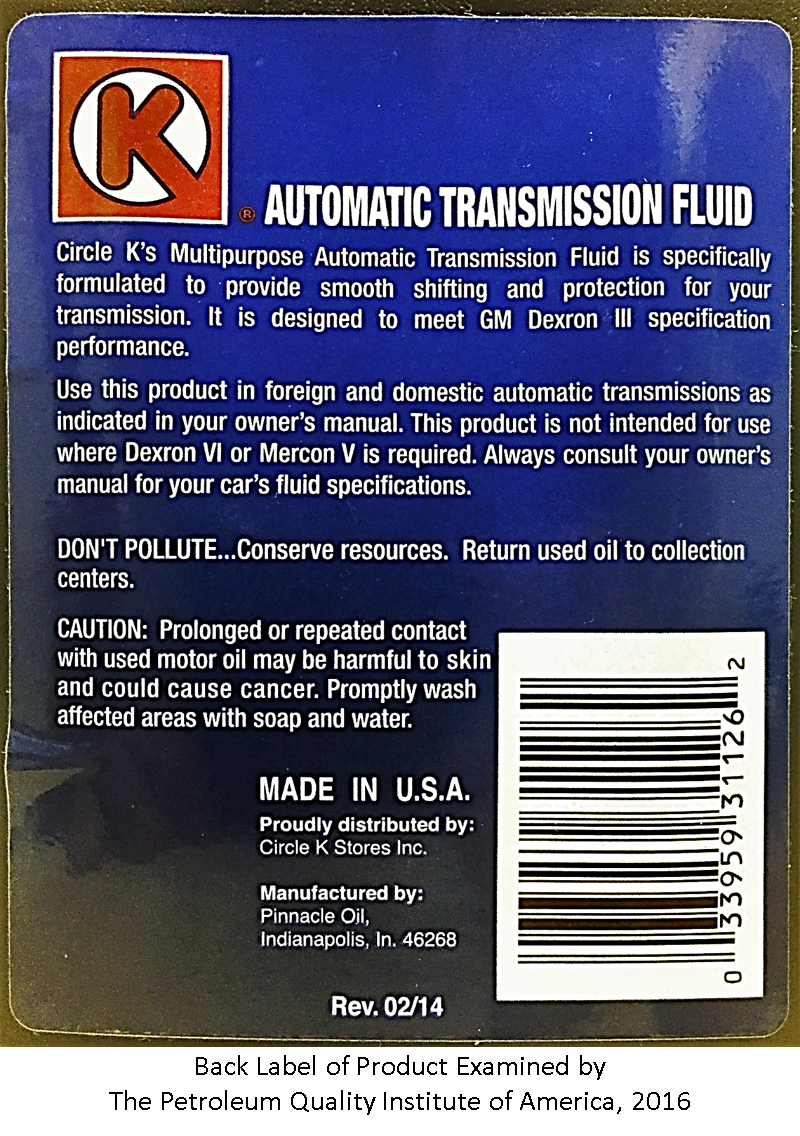 K
® AUTOMATIC TRANSMISSION FLUID
Circle K's Multipurpose Automatic Transmission Fluid is specifically
formulated to provide smooth shifting and protection for your
transmission. It is designed to meet GM Dexron III specification
performance.
Use this product in foreign and domestic automatic transmissions as
indicated in your owner's manual. This product is not intended for use
where Dexron VI or Mercon V is required. Always consult your owner's
manual for your car's fluid specifications.
DON'T POLLUTE...Conserve resources. Return used oil to collection
centers.
CAUTION: Prolonged or repeated contact
with used motor oil may be harmful to skin
and could cause cancer. Promptly wash
affected areas with soap and water.
MADE IN U.S.A.
Proudly distributed by:
Circle K Stores Inc.
Manufactured by:
Pinnacle Oil,
Indianapolis, In. 46268
Rev. 02/14
0 33959 31126 2
Back Label of Product Examined by
The Petroleum Quality Institute of America, 2016